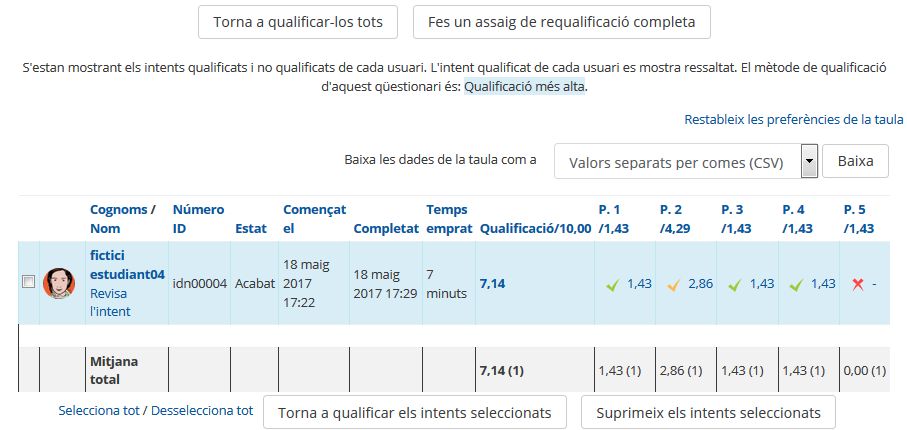 Torna a qualificar-los tots Fes un assaig de requalificació completa
S'estan mostrant els intents qualificats i no qualificats de cada usuari. L'intent qualificat de cada usuari es mostra ressaltat. El mètode de qualificació
d'aquest qüestionari és: Qualificació més alta.
Restableix les preferències de la taula
Baixa les dades de la taula com a Valors separats per comes (CSV) Baixa
Cognoms / Número Començat Temps P. 1 P. 2 P. 3 P. 4 P. 5
Nom ID Estat el Completat emprat Qualificació/10,00 /1,43 /4,29 /1,43 /1,43 /1,43
fictici
estudiant04
Revisa
l'intent
idn00004 Acabat
18 maig
2017
17:22
18 maig
2017 17:29
7
minuts
7,14 1,43 2,86 1,43 1,43 -
Mitjana
total
7,14 (1) 1,43 (1) 2,86 (1) 1,43 (1) 1,43 (1) 0,00 (1)
Selecciona tot / Desselecciona tot Torna a qualificar els intents seleccionats Suprimeix els intents seleccionats